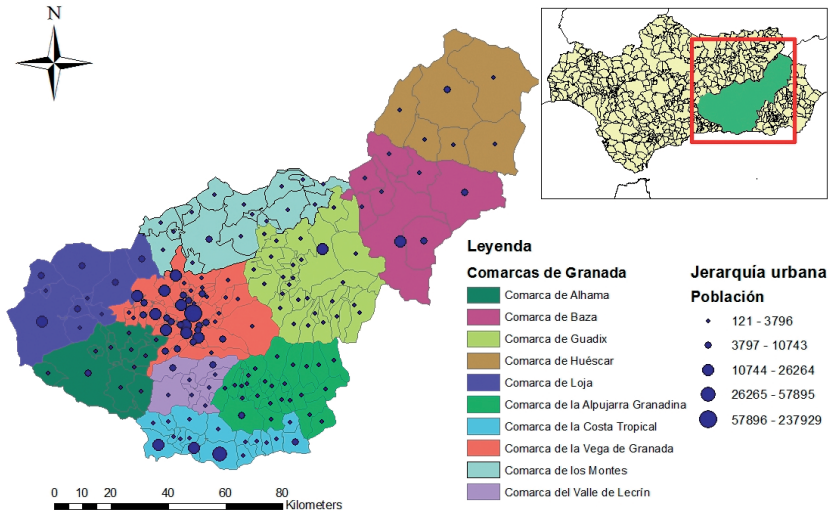 N
Leyenda
Comarcas de Granada
Comarca de Alhama
Comarca de Baza
Comarca de Guadix
Comarca de Huéscar
Comarca de Loja
Comarca de la Alpujarra Granadina
Comarca de la Costa Tropical
Comarca de la Vega de Granada
Comarca de los Montes
Comarca del Valle de Lecrín
Jerarquía urbana
Población
121 - 3796
3797 - 10743
10744 - 26264
26265 - 57895
57896 - 237929
0 10 20 40 60 80
Kilometers